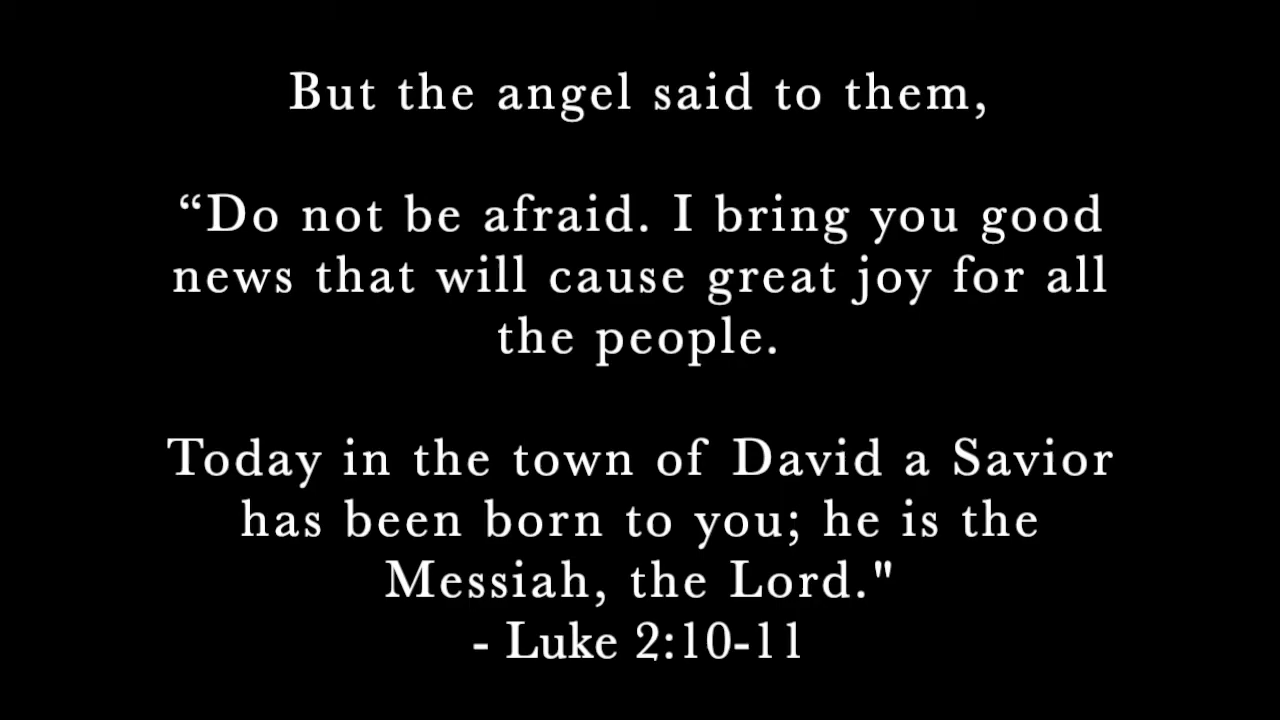 But the angel said to them,
“Do not be afraid. I bring you good
news that will cause great joy for all
the people.
Today in the town of David a Savior
has been born to you; he is the
Messiah, the Lord."
- Luke 2:10-11